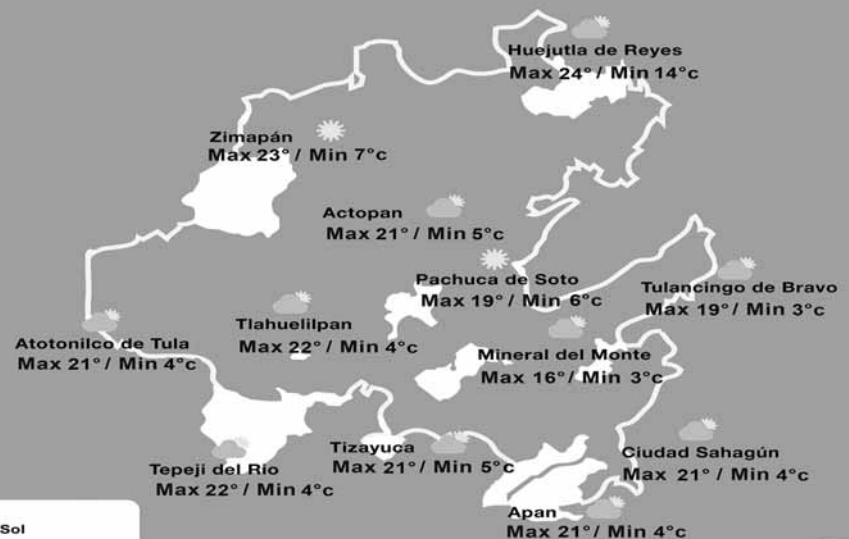 Huejutla de Reyes
Max 24° / Min 14°c
Zimapán
Max 23° / Min 7°c
Actopan
Max 21° / Min 5°c
Pachuca de Soto
Max 19° / Min 6°c
Tulancingo de Bravo
Max 19° / Min 3°c
Atotonilco de Tula
Max 21° / Min 4°c
Tlahuelilpan
Max 22° / Min 4°c
Mineral del Monte
Max 16° / Min 3°c
Tepeji del Río
Max 22° / Min 4°c
Tizayuca
Max 21° / Min 5°c
Ciudad Sahagún
Max 21° / Min 4°c
Apan
Max 21° / Min 4°c
Sol